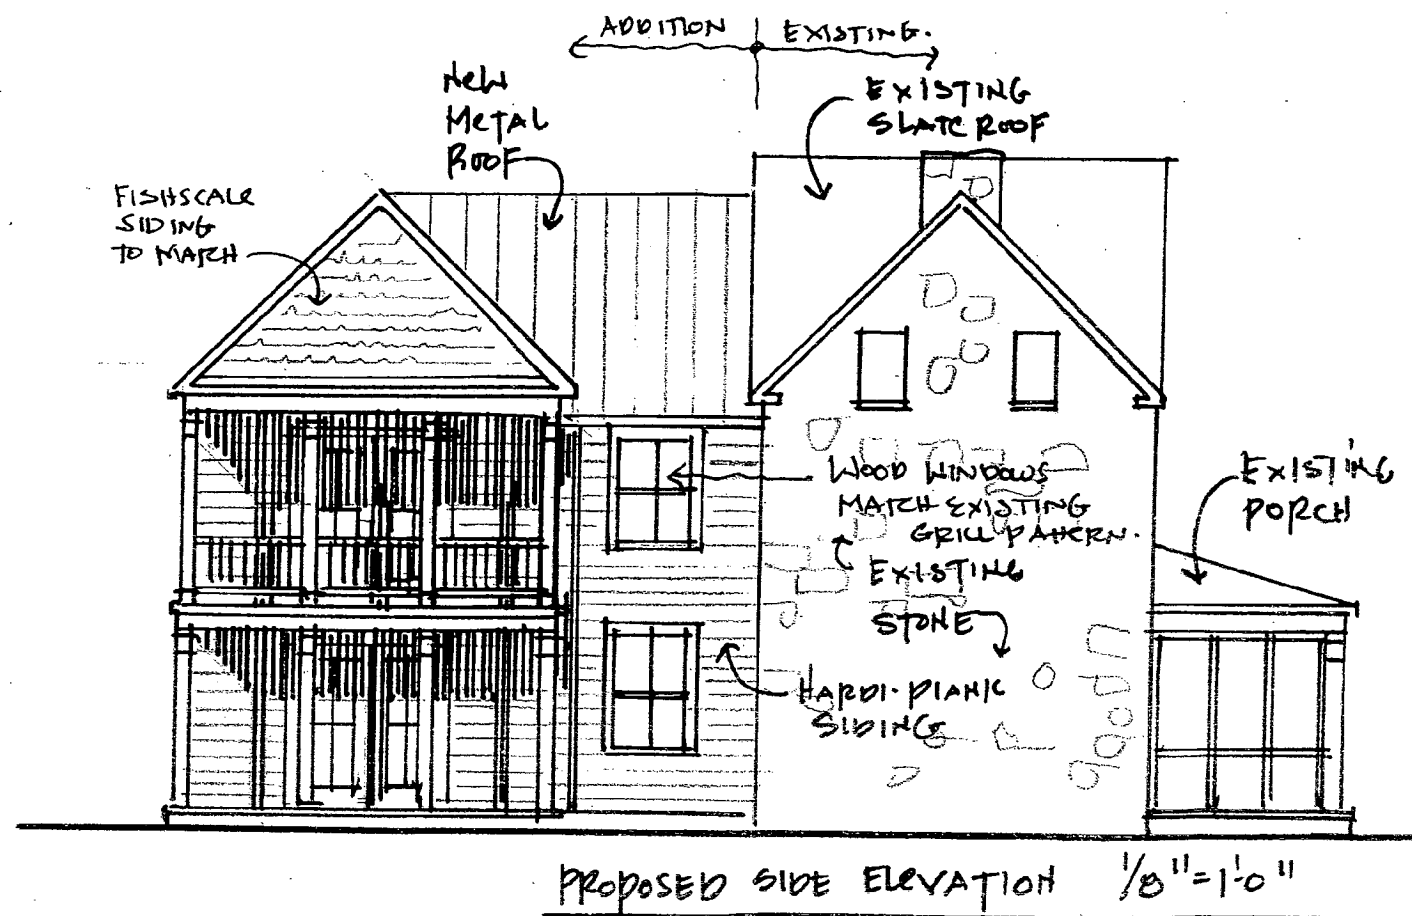 ADDITION EXISTING.
NEW
METAL
ROOF
EXISTING
SLATE ROOF
FISHSCALE
SIDING
TO MATCH
WOOD WINDOWS
MATCH EXISTING
GRILL PATTERN.
EXISTING
PORCH
EXISTING
STONE
HARDI-PLANK
SIDING
PROPOSED SIDE ELEVATION 1/8"=1'-0"